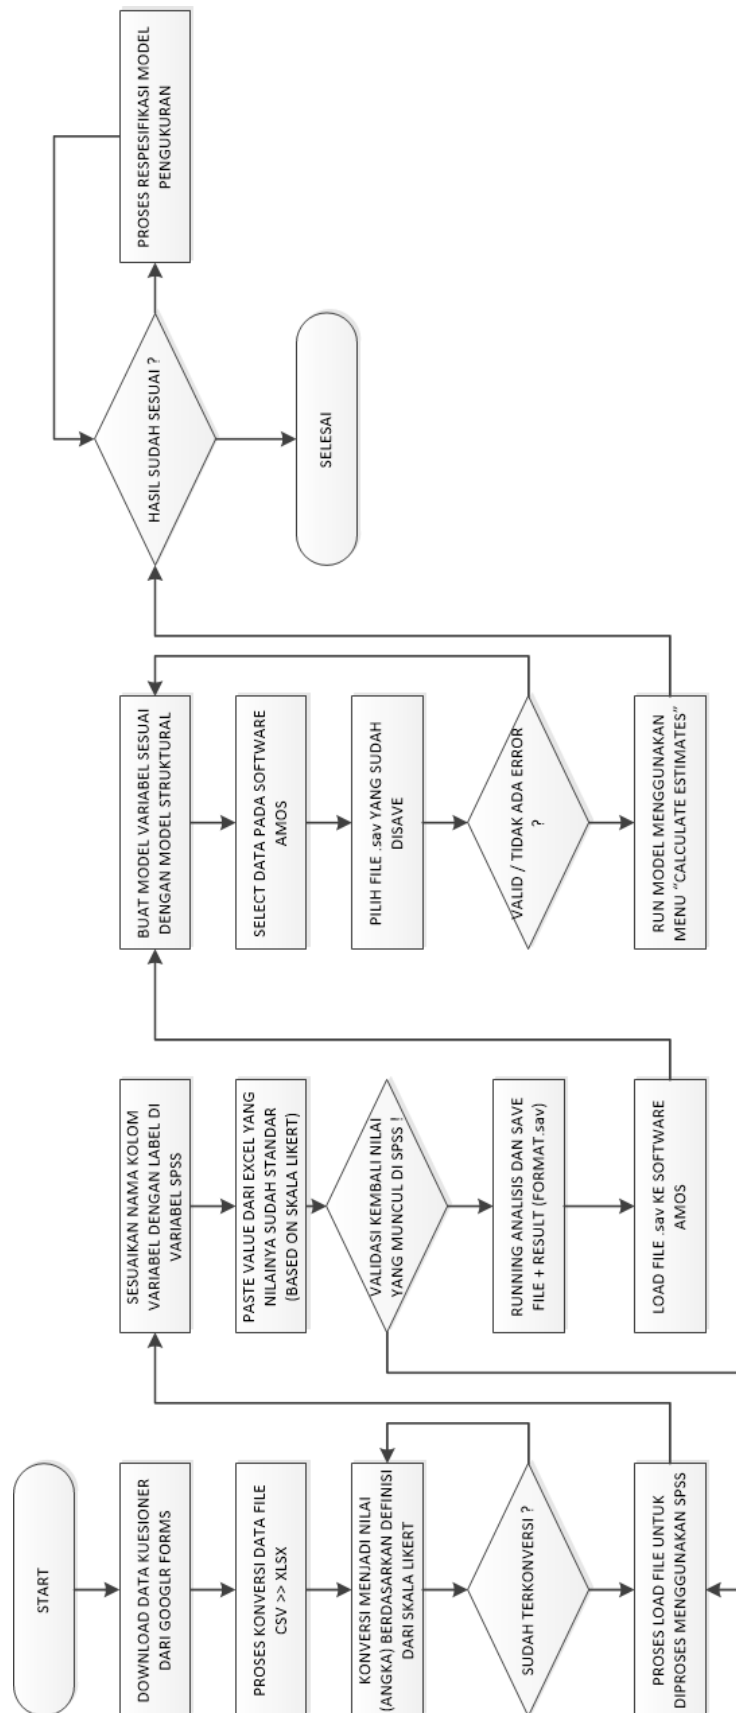 START
DOWNLOAD DATA KUESIONER
DARI GOOGLR FORMS
PROSES KONVERSI DATA FILE
CSV >> XLSX
KONVERSI MENJADI NILAI
(ANGKA) BERDASARKAN DEFINISI
DARI SKALA LIKERT
SUDAH TERKONVERSI ?
PROSES LOAD FILE UNTUK
DIPROSES MENGGUNAKAN SPSS
SESUAIKAN NAMA KOLOM
VARIABEL DENGAN LABEL DI
VARIABEL SPSS
PASTE VALUE DARI EXCEL YANG
NILAINYA SUDAH STANDAR
(BASED ON SKALA LIKERT)
VALIDASI KEMBALI NILAI
YANG MUNCUL DI SPSS !
RUNNING ANALISIS DAN SAVE
FILE + RESULT (FORMAT.sav)
LOAD FILE .sav KE SOFTWARE
AMOS
BUAT MODEL VARIABEL SESUAI
DENGAN MODEL STRUKTURAL
SELECT DATA PADA SOFTWARE
AMOS
PILIH FILE .sav YANG SUDAH
DISAVE
VALID / TIDAK ADA ERROR
?
RUN MODEL MENGGUNAKAN
MENU “CALCULATE ESTIMATES”
HASIL SUDAH SESUAI ?
PROSES RESPESIFIKASI MODEL
PENGUKURAN
SELESAI